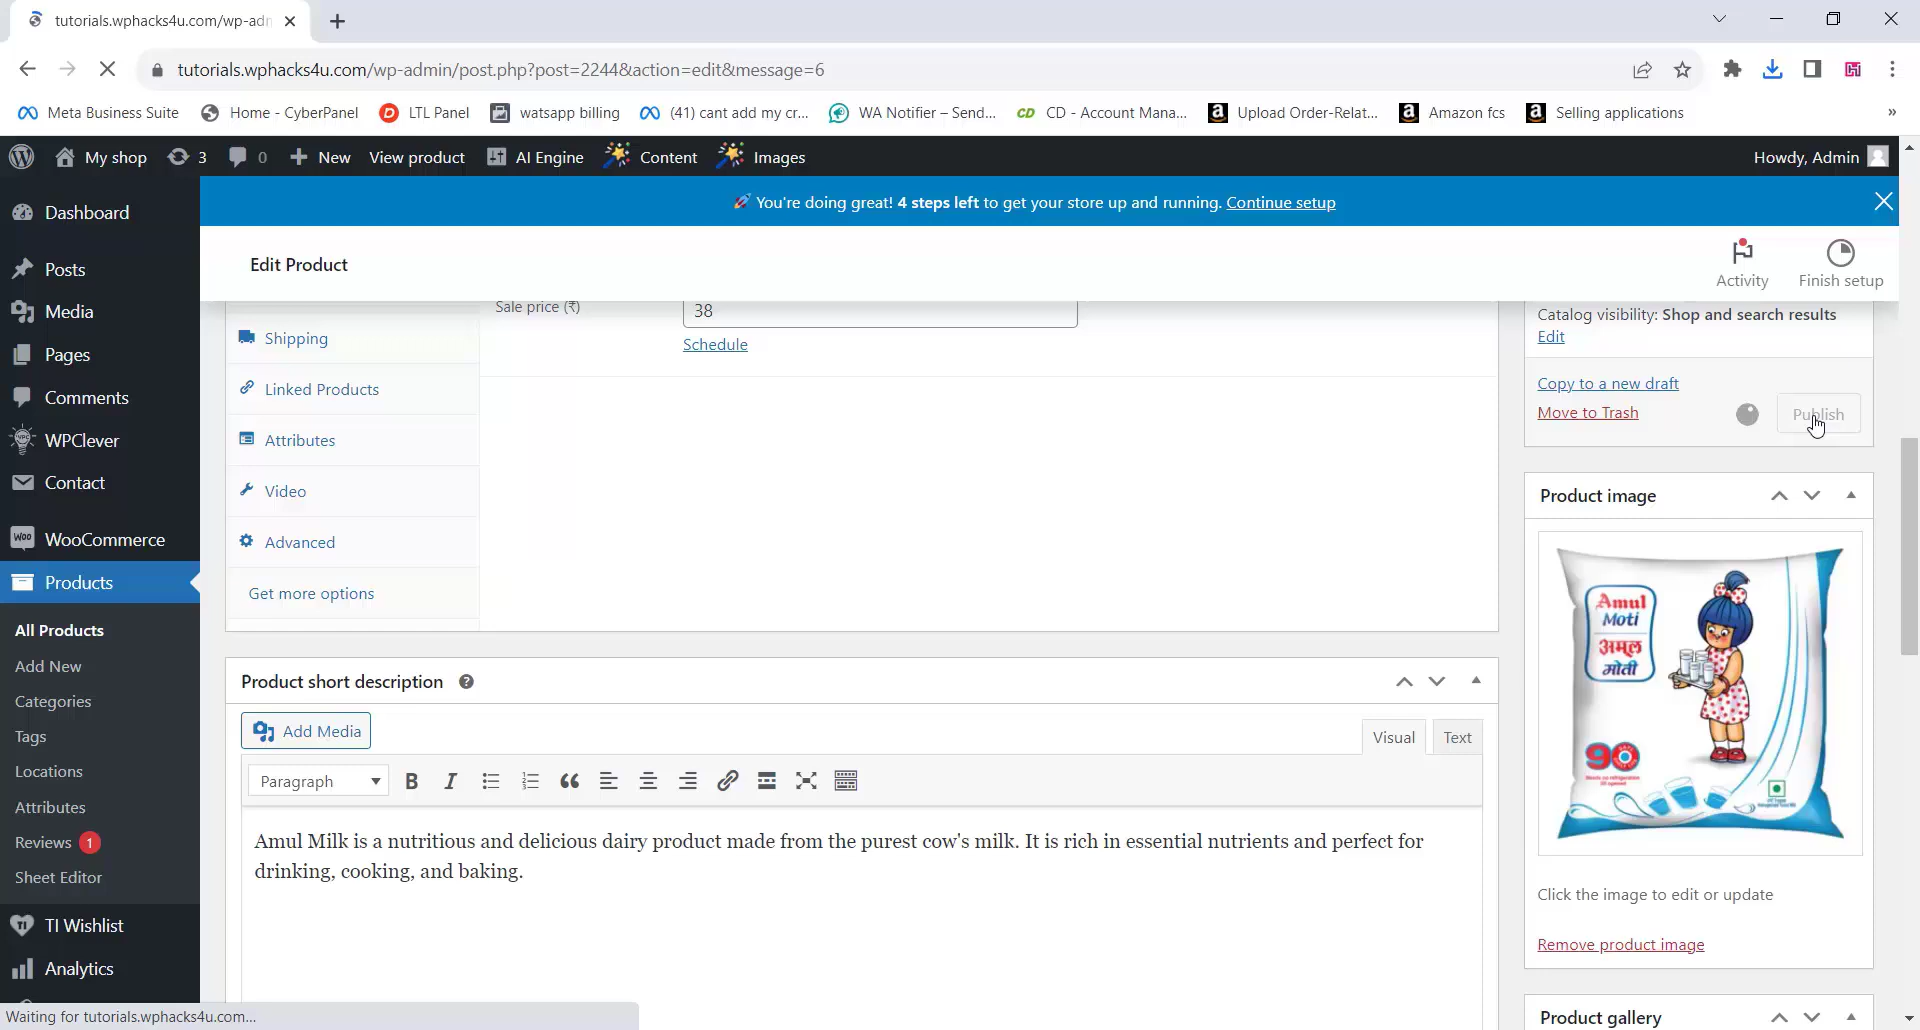 tutorials.wphacks4u.com/wp-adn
tutorials.wphacks4u.com/wp-admin/post.php?post=2244&action=edit&message=6
Meta Business Suite
Home - CyberPanel
LTL Panel
watsapp billing
(41) cant add my cr...
WA Notifier – Send...
CD - Account Mana...
Upload Order-Relat...
Amazon fcs
Selling applications
My shop
3
0
New
View product
AI Engine
Content
Images
Howdy, Admin
You're doing great! 4 steps left to get your store up and running. Continue setup
Dashboard
Posts
Media
Pages
Comments
WPClever
Contact
WooCommerce
Products
All Products
Add New
Categories
Tags
Locations
Attributes
Reviews 1
Sheet Editor
TI Wishlist
Analytics
Edit Product
Activity
Finish setup
Sale price (₹)
38
Schedule
Shipping
Linked Products
Attributes
Video
Advanced
Get more options
Catalog visibility: Shop and search results
Edit
Copy to a new draft
Move to Trash
Publish
Product short description
Add Media
Visual
Text
Paragraph
Amul Milk is a nutritious and delicious dairy product made from the purest cow's milk. It is rich in essential nutrients and perfect for
drinking, cooking, and baking.
Product image
Amul
Moti
अमूल
मोती
90
Click the image to edit or update
Remove product image
Product gallery
Waiting for tutorials.wphacks4u.com...